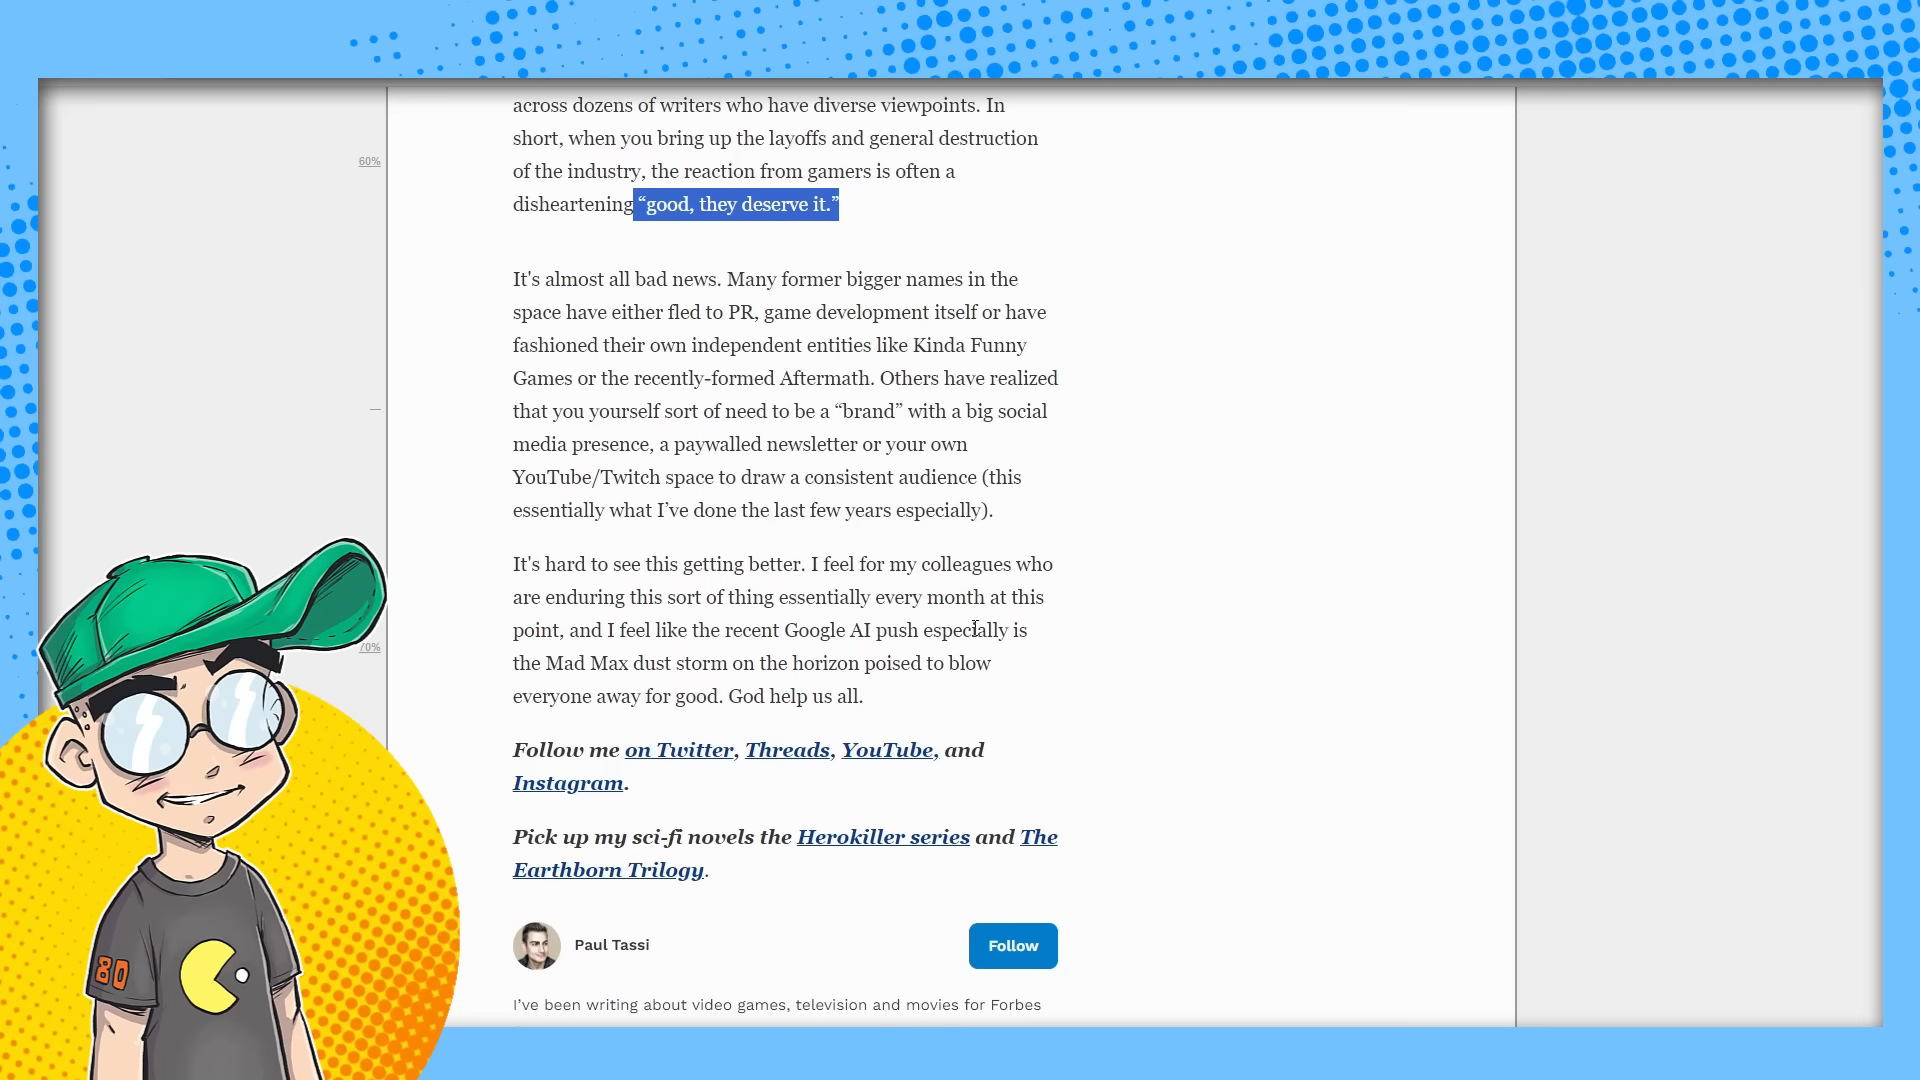 across dozens of writers who have diverse viewpoints. In
60%
short, when you bring up the layoffs and general destruction
of the industry, the reaction from gamers is often a
disheartening “good, they deserve it.”
It's almost all bad news. Many former bigger names in the
space have either fled to PR, game development itself or have
fashioned their own independent entities like Kinda Funny
Games or the recently-formed Aftermath. Others have realized
that you yourself sort of need to be a “brand” with a big social
media presence, a paywalled newsletter or your own
YouTube/Twitch space to draw a consistent audience (this
essentially what I’ve done the last few years especially).
It's hard to see this getting better. I feel for my colleagues who
are enduring this sort of thing essentially every month at this
point, and I feel like the recent Google AI push especially is
70%
the Mad Max dust storm on the horizon poised to blow
everyone away for good. God help us all.
Follow me on Twitter, Threads, YouTube, and
Instagram.
Pick up my sci-fi novels the Herokiller series and The
Earthborn Trilogy.
Paul Tassi
Follow
80
I’ve been writing about video games, television and movies for Forbes